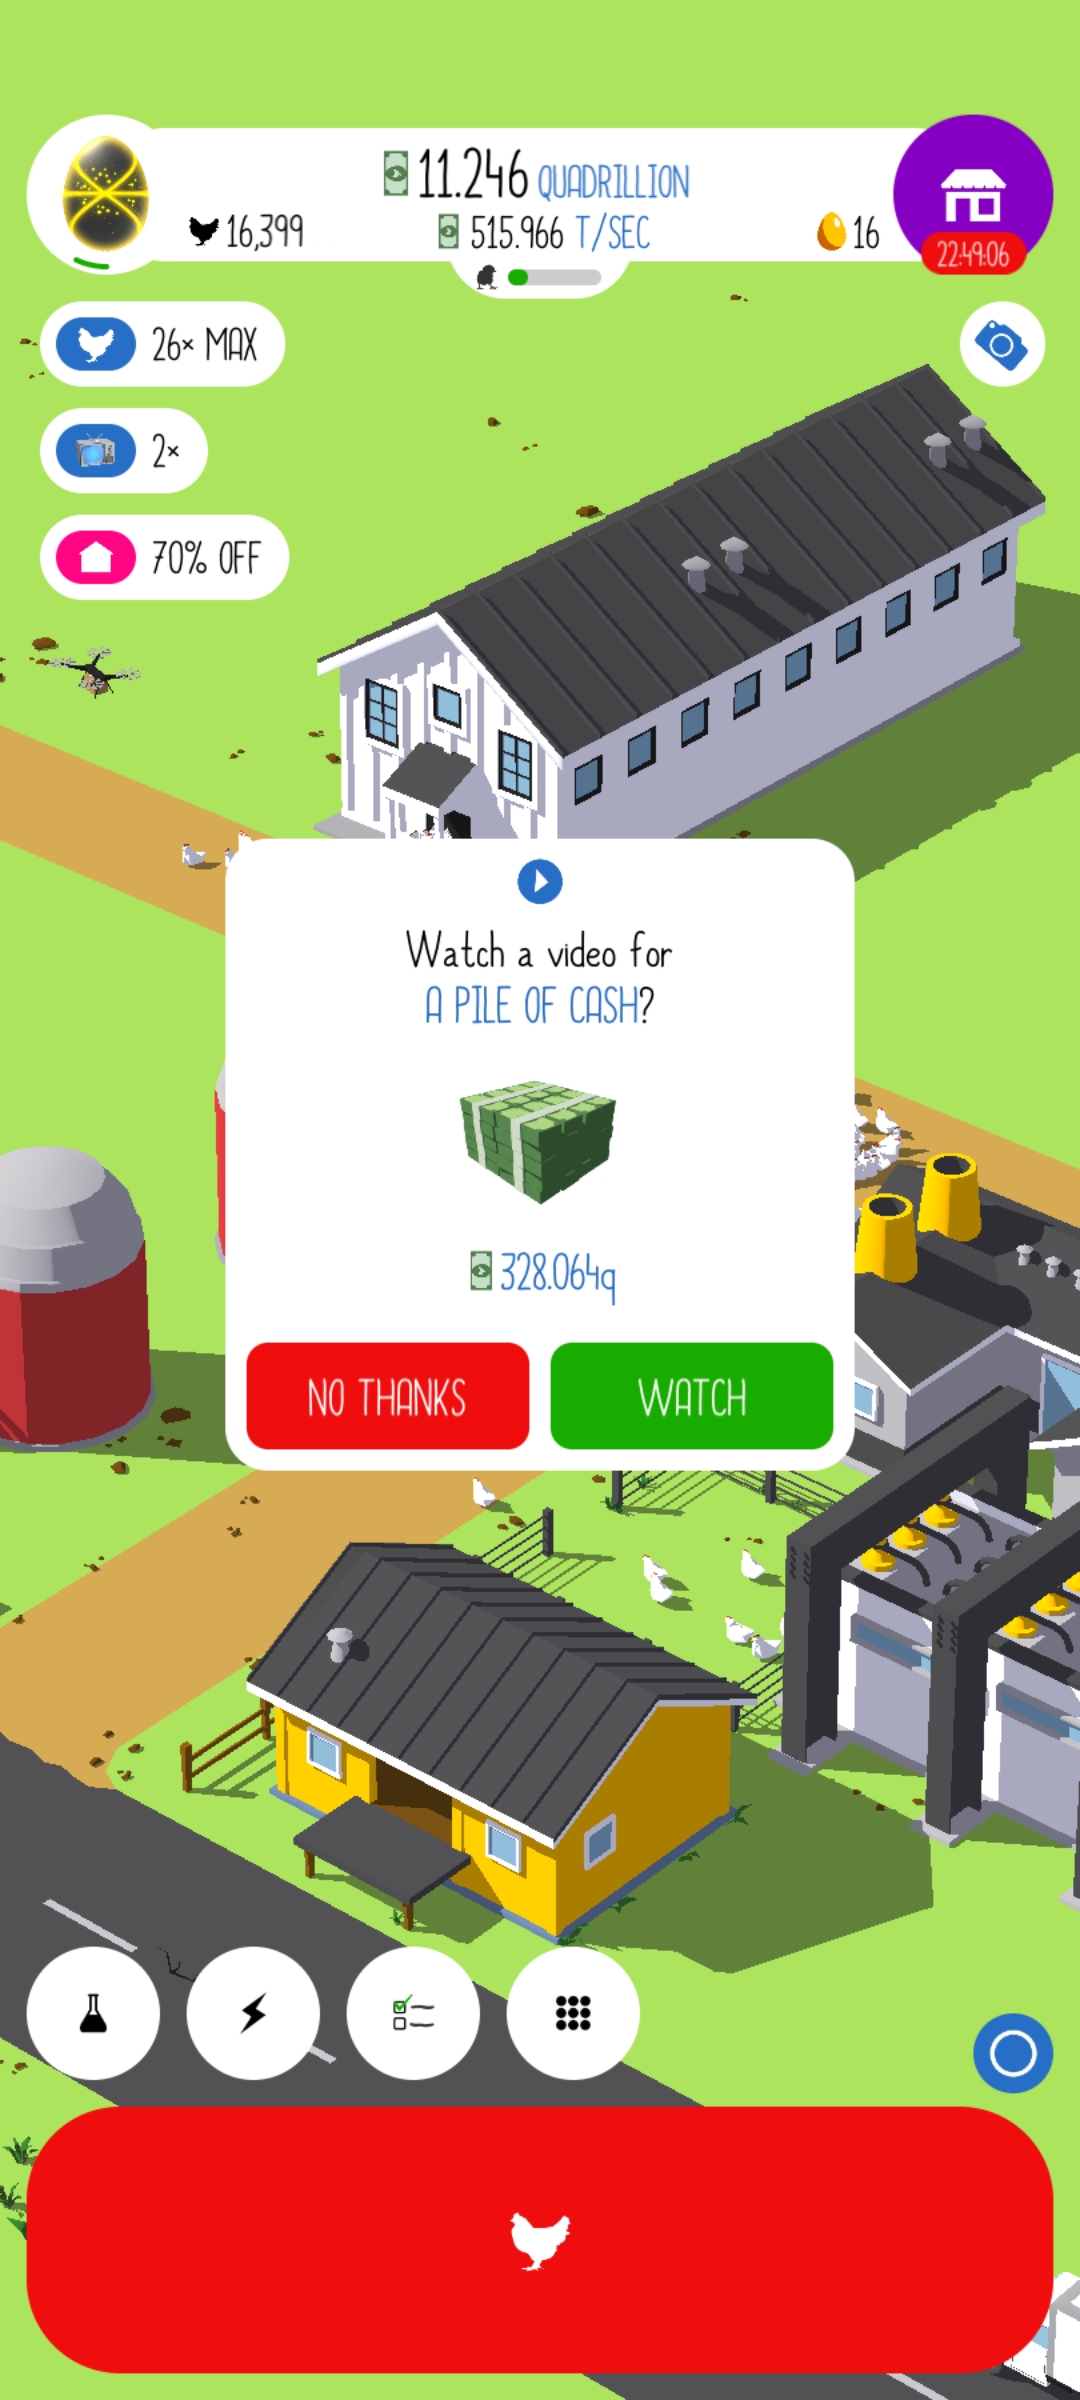 11.246 QUADRILLION
16,399
515.966 T/SEC
16
22:49:06
26× MAX
2×
70% OFF
Watch a video for
A PILE OF CASH?
328.064q
NO THANKS
WATCH